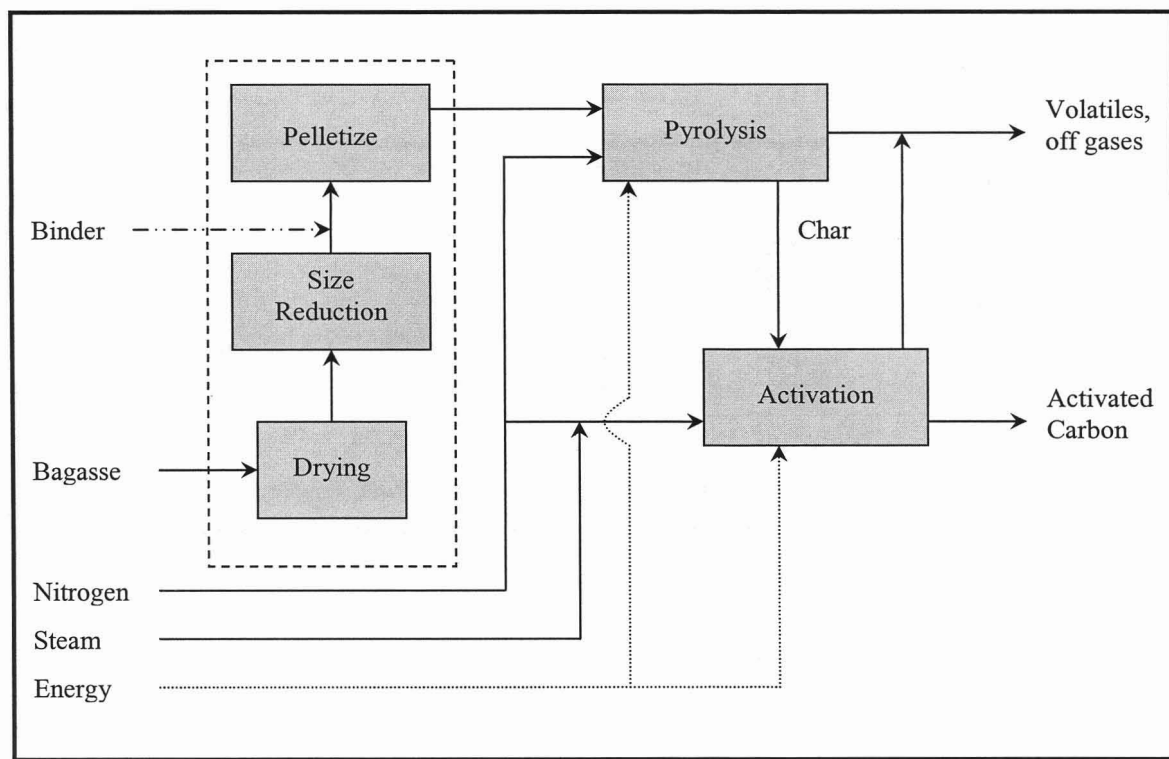 Pelletize
Pyrolysis
Volatiles,
off gases
Binder
Size
Reduction
Char
Activation
Activated
Carbon
Bagasse
Drying
Nitrogen
Steam
Energy